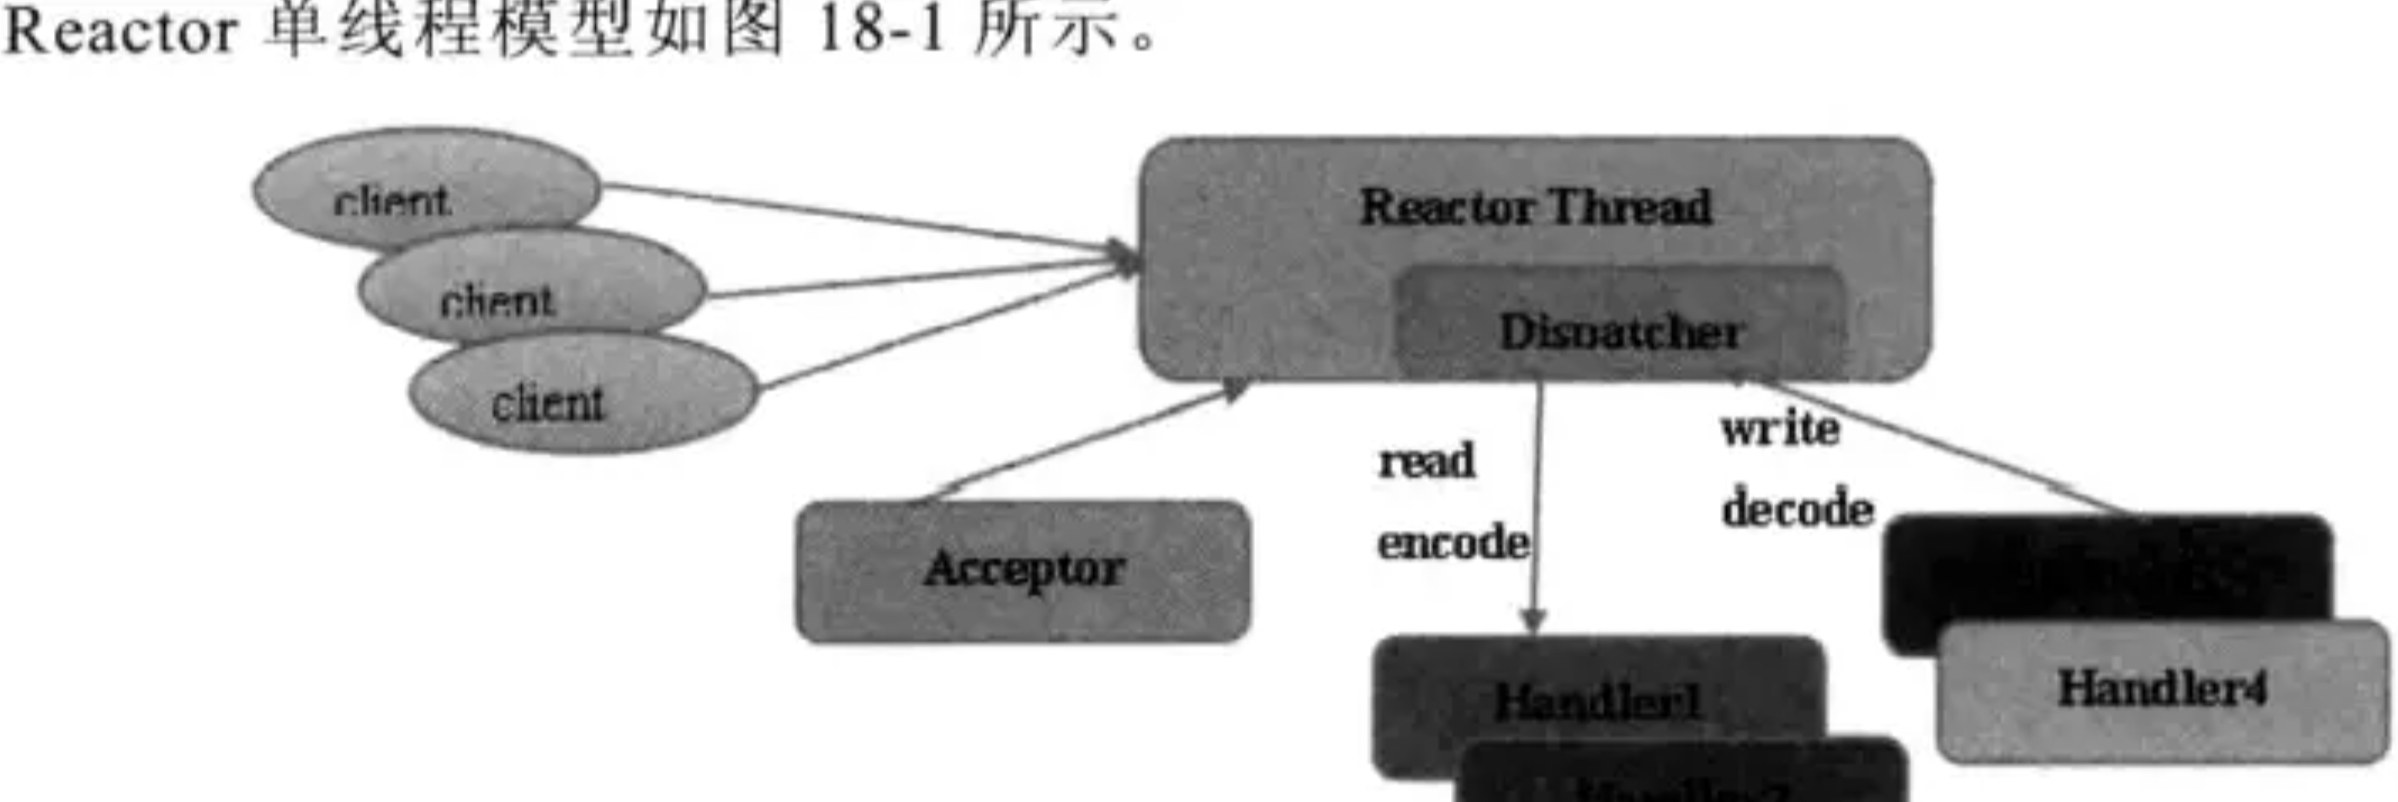 Reactor 单线程模型如图 18-1 所示。
client
client
client
Reactor Thread
Dispatcher
write
read
decode
encode
Acceptor
Handler4
Handler1